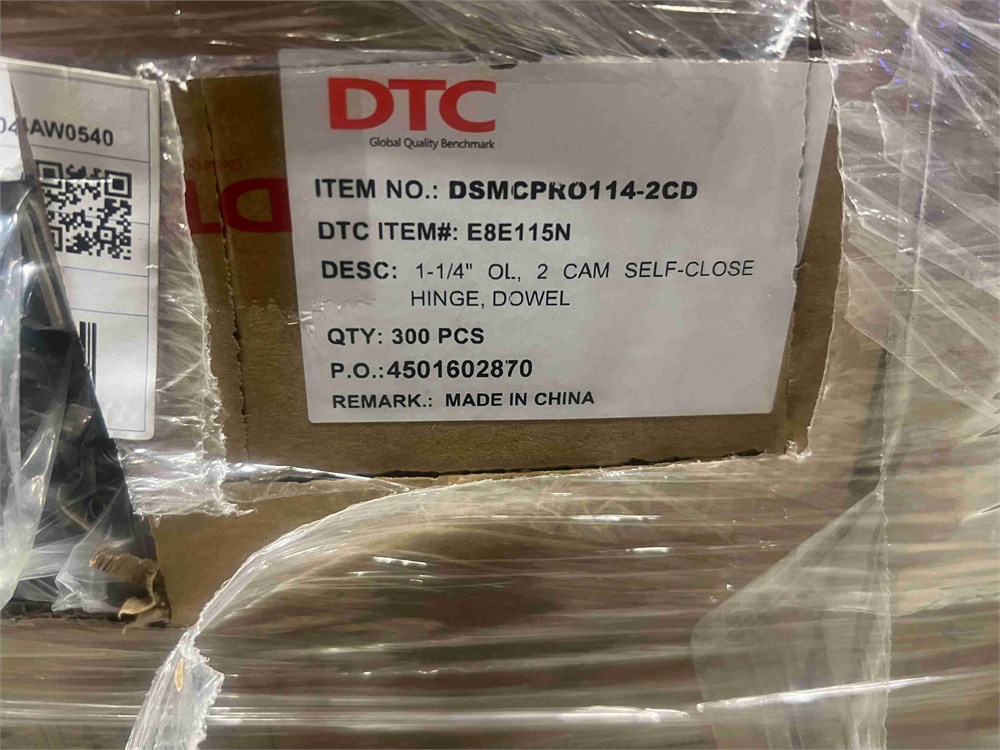 DTC
Global Quality Benchmark
ITEM NO.: DSMCPRO114-2CD
DTC ITEM#: E8E115N
DESC: 1-1/4" OL, 2 CAM SELF-CLOSE
HINGE, DOWEL
QTY: 300 PCS
P.O.:4501602870
REMARK.: MADE IN CHINA
04AW0540